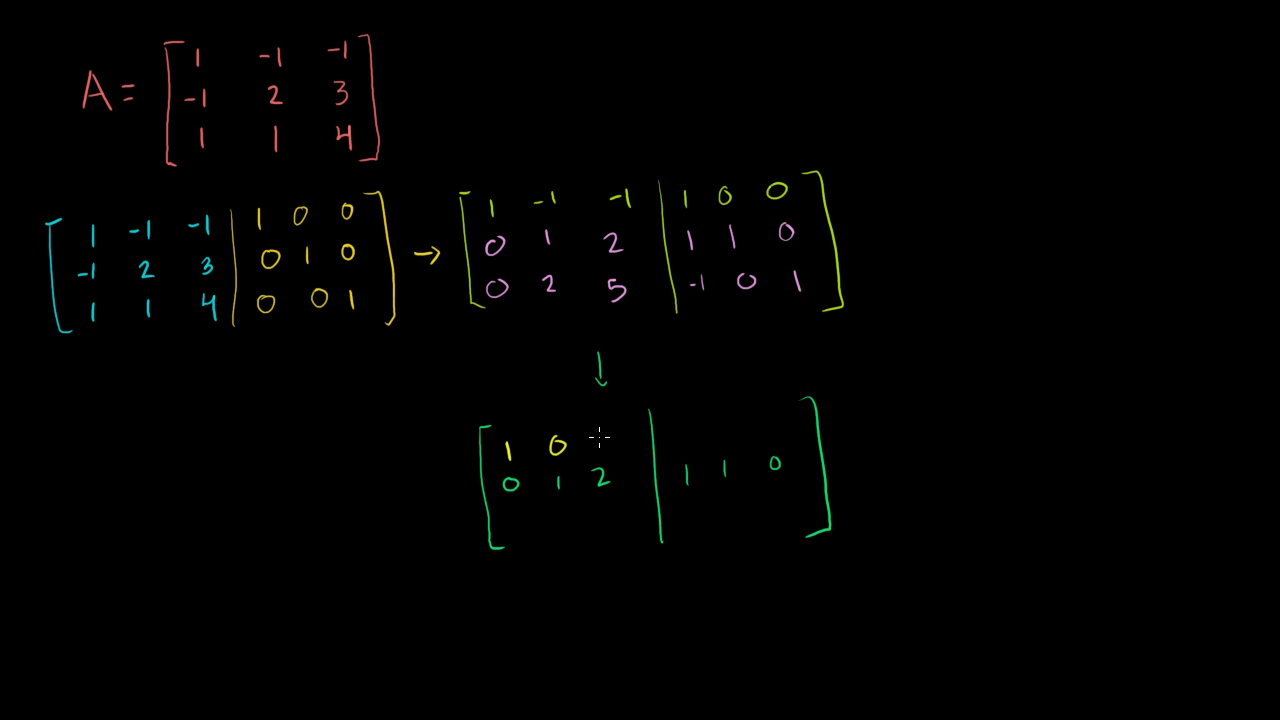 A = [ 1 -1 -1
-1 2 3
1 1 4 ]
[ 1 -1 -1 | 1 0 0
-1 2 3 | 0 1 0
1 1 4 | 0 0 1 ] →
[ 1 -1 -1 | 1 0 0
0 1 2 | 1 1 0
0 2 5 | -1 0 1 ]
↓
[ 1 0 |
0 1 2 | 1 1 0 ]